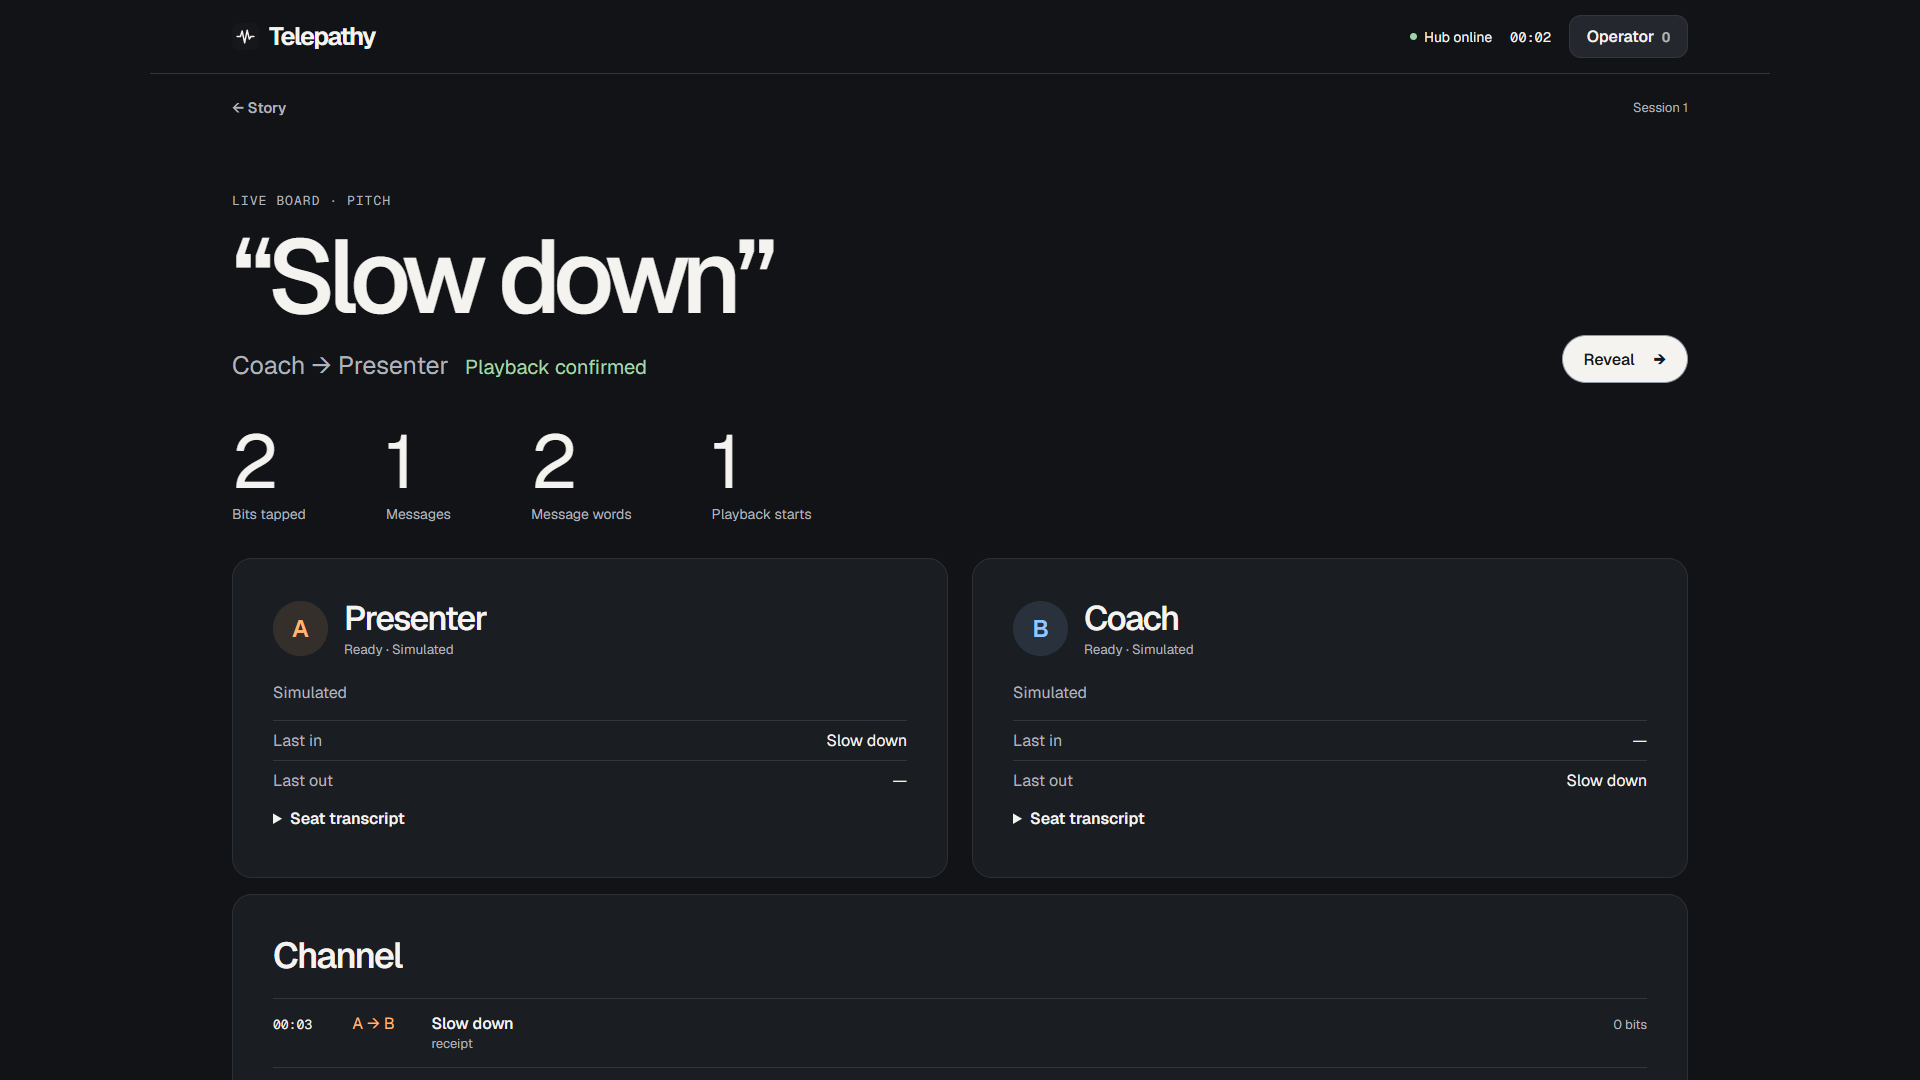 Telepathy
Hub online 00:02 Operator 0
← Story
Session 1
LIVE BOARD · PITCH
“Slow down”
Coach → Presenter Playback confirmed
Reveal →
2 1 2 1
Bits tapped Messages Message words Playback starts
A Presenter
Ready · Simulated
Simulated
Last in Slow down
Last out —
▶ Seat transcript
B Coach
Ready · Simulated
Simulated
Last in —
Last out Slow down
▶ Seat transcript
Channel
00:03 A → B Slow down 0 bits
receipt